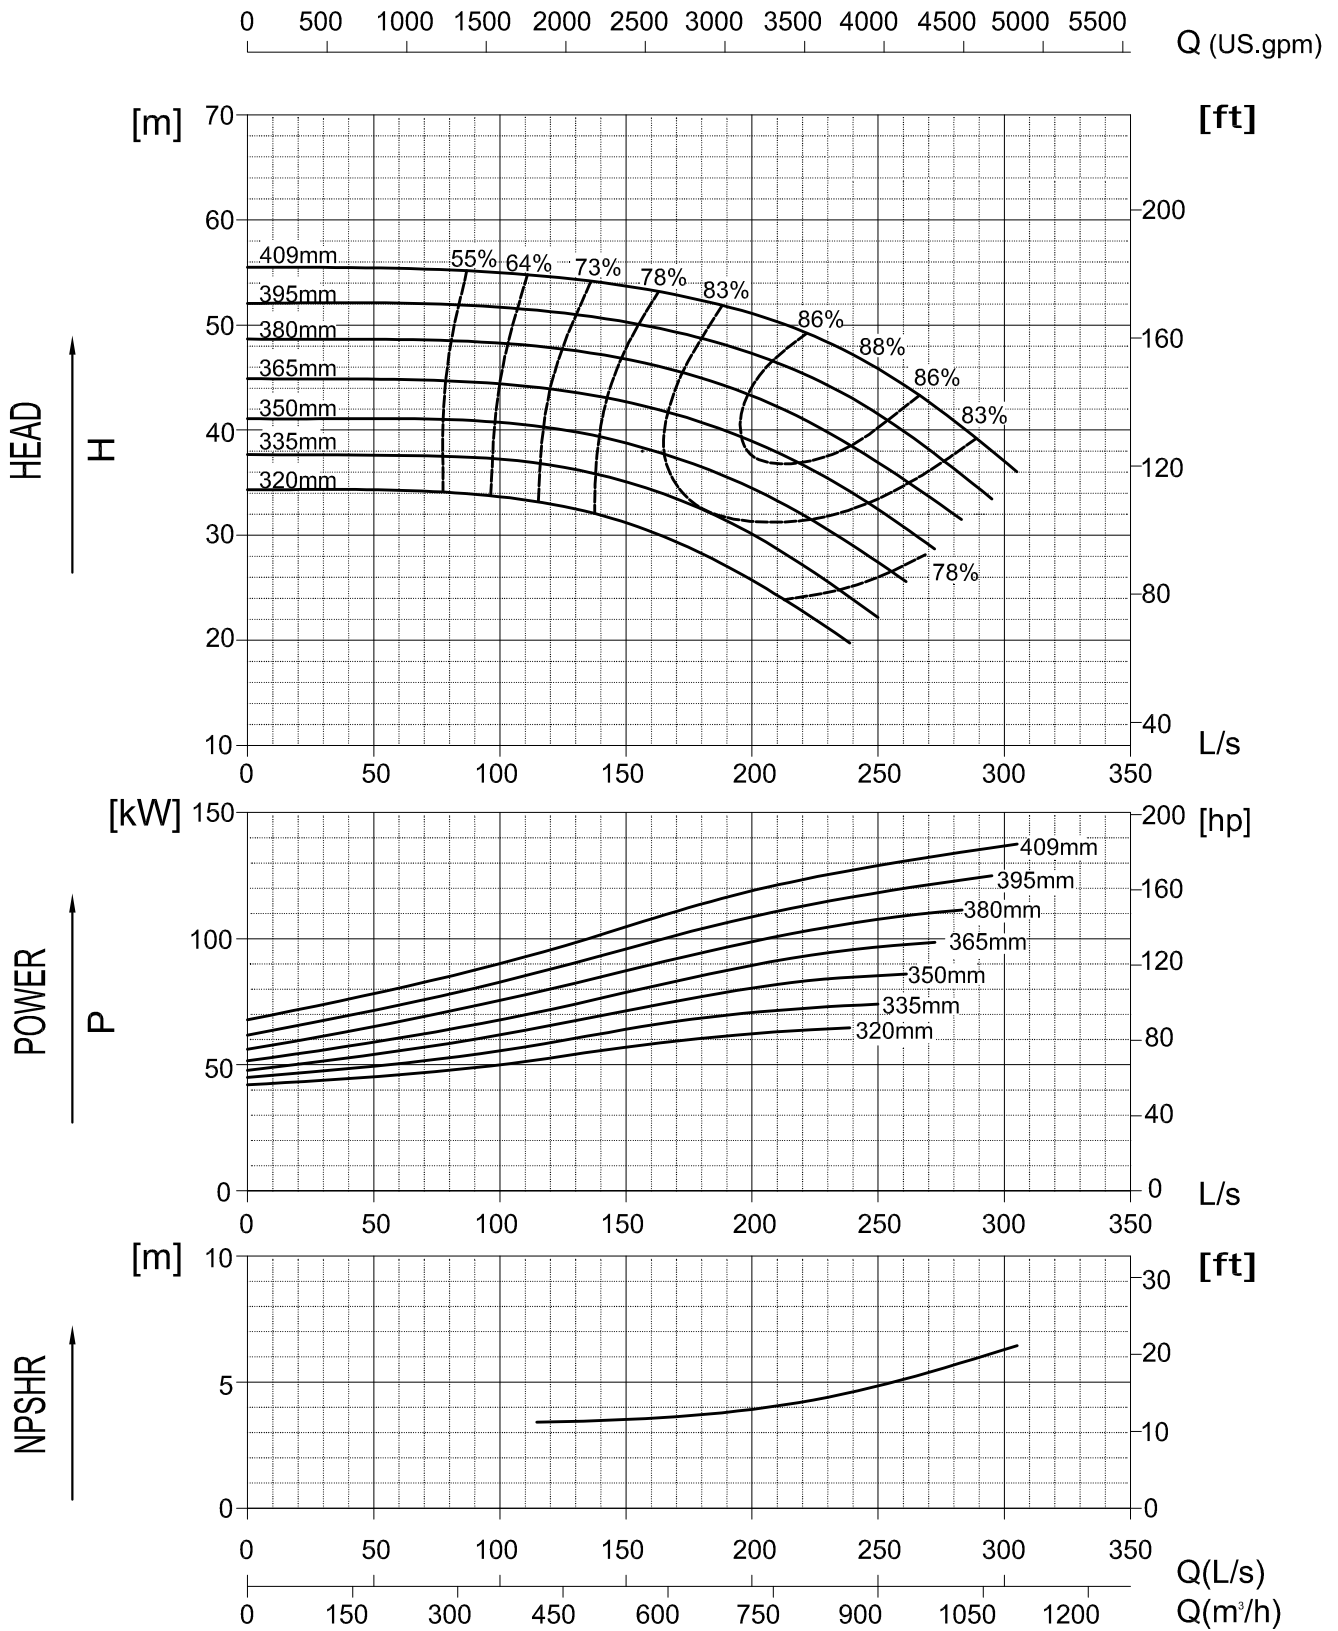 0 500 1000 1500 2000 2500 3000 3500 4000 4500 5000 5500
Q (US.gpm)
[m] 70 [ft]
60 200
409mm 55% 64% 73% 78% 83%
395mm 86%
50 160
380mm 88%
365mm 86%
350mm 83%
40
335mm 120
320mm
30
78%
80
20
40
10 L/s
HEAD
H
0 50 100 150 200 250 300 350
[kW] 150 200 [hp]
409mm
395mm 160
380mm
100 365mm
120
350mm
335mm
320mm 80
50
40
0 0 L/s
POWER
P
0 50 100 150 200 250 300 350
[m] 10 [ft]
30
20
5
10
0 0
NPSHR
0 50 100 150 200 250 300 350
Q(L/s)
0 150 300 450 600 750 900 1050 1200
Q(m³/h)